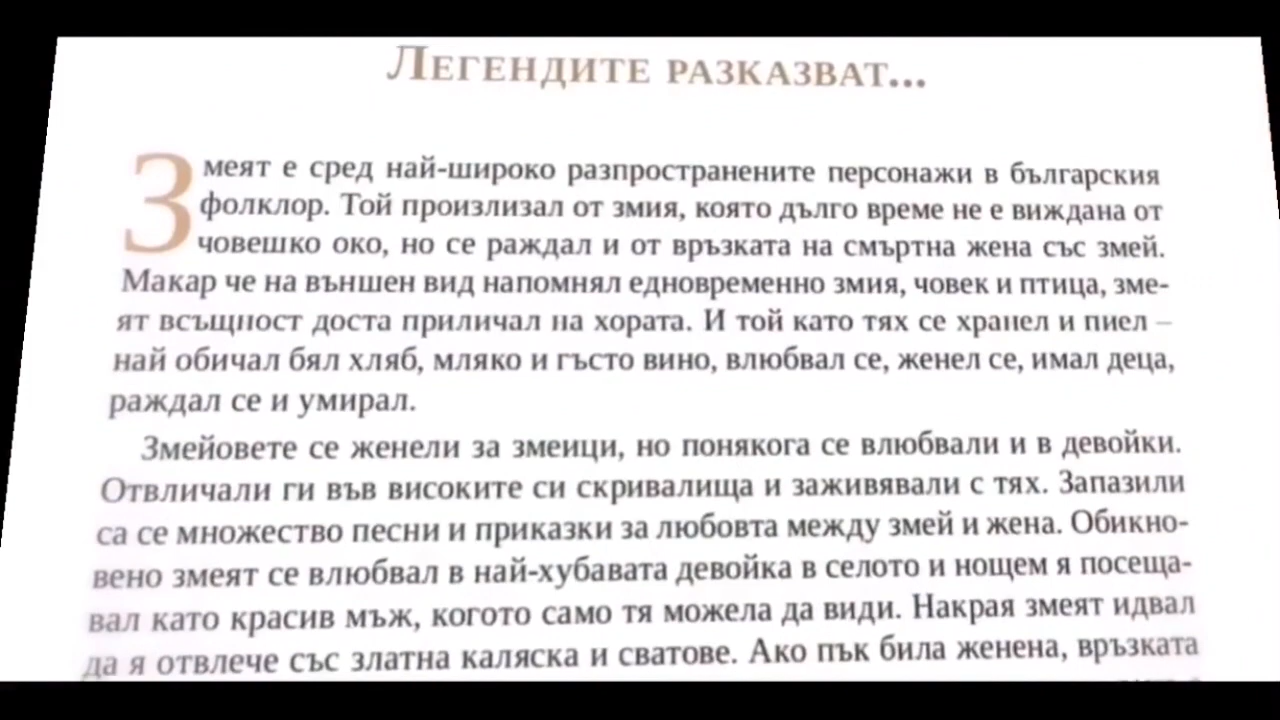 Легендите разказват...
Змеят е сред най-широко разпространените персонажи в българския
фолклор. Той произлизал от змия, която дълго време не е виждана от
човешко око, но се раждал и от връзката на смъртна жена със змей.
Макар че на външен вид напомнял едновременно змия, човек и птица, зме-
ят всъщност доста приличал на хората. И той като тях се хранел и пиел –
най обичал бял хляб, мляко и гъсто вино, влюбвал се, женел се, имал деца,
раждал се и умирал.
Змейовете се женели за змеици, но понякога се влюбвали и в девойки.
Отвличали ги във високите си скривалища и заживявали с тях. Запазили
са се множество песни и приказки за любовта между змей и жена. Обикно-
вено змеят се влюбвал в най-хубавата девойка в селото и нощем я посеща-
вал като красив мъж, когото само тя можела да види. Накрая змеят идвал
да я отвлече със златна каляска и сватове. Ако пък била женена, връзката